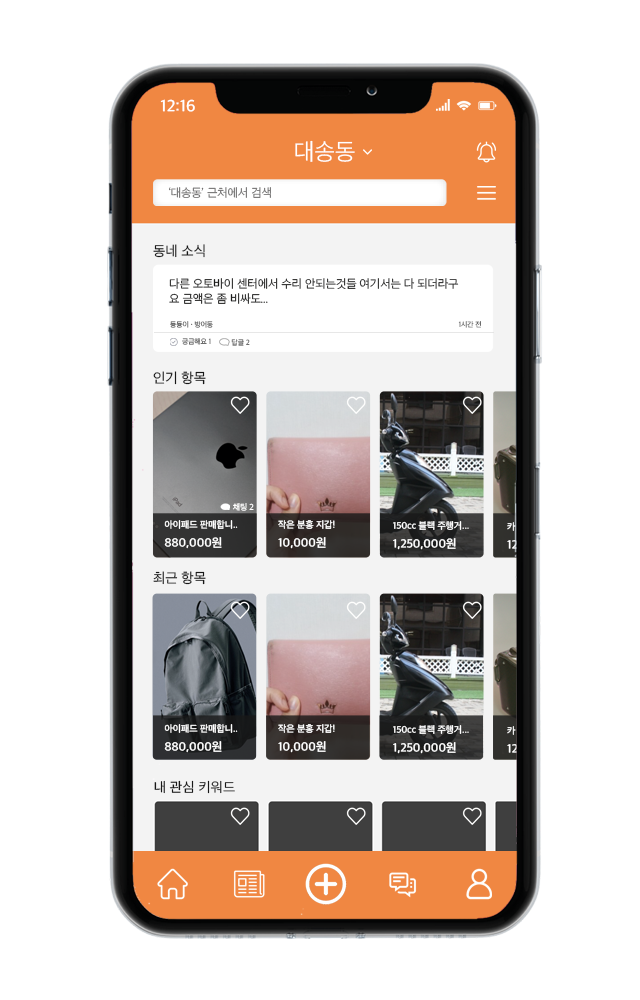 12:16
대송동
'대송동' 근처에서 검색
동네 소식
다른 오토바이 센터에서 수리 안되는것들 여기서는 다 되더라구
요 금액은 좀 비싸도...
둥둥이 · 방어동
1시간 전
궁금해요 1 답글 2
인기 항목
iPad
채팅 2
아이패드 판매합니..
880,000원
작은 분홍 지갑!
10,000원
150cc 블랙 주행거...
1,250,000원
카
12
최근 항목
아이패드 판매합니..
880,000원
작은 분홍 지갑!
10,000원
150cc 블랙 주행거...
1,250,000원
카
12
내 관심 키워드